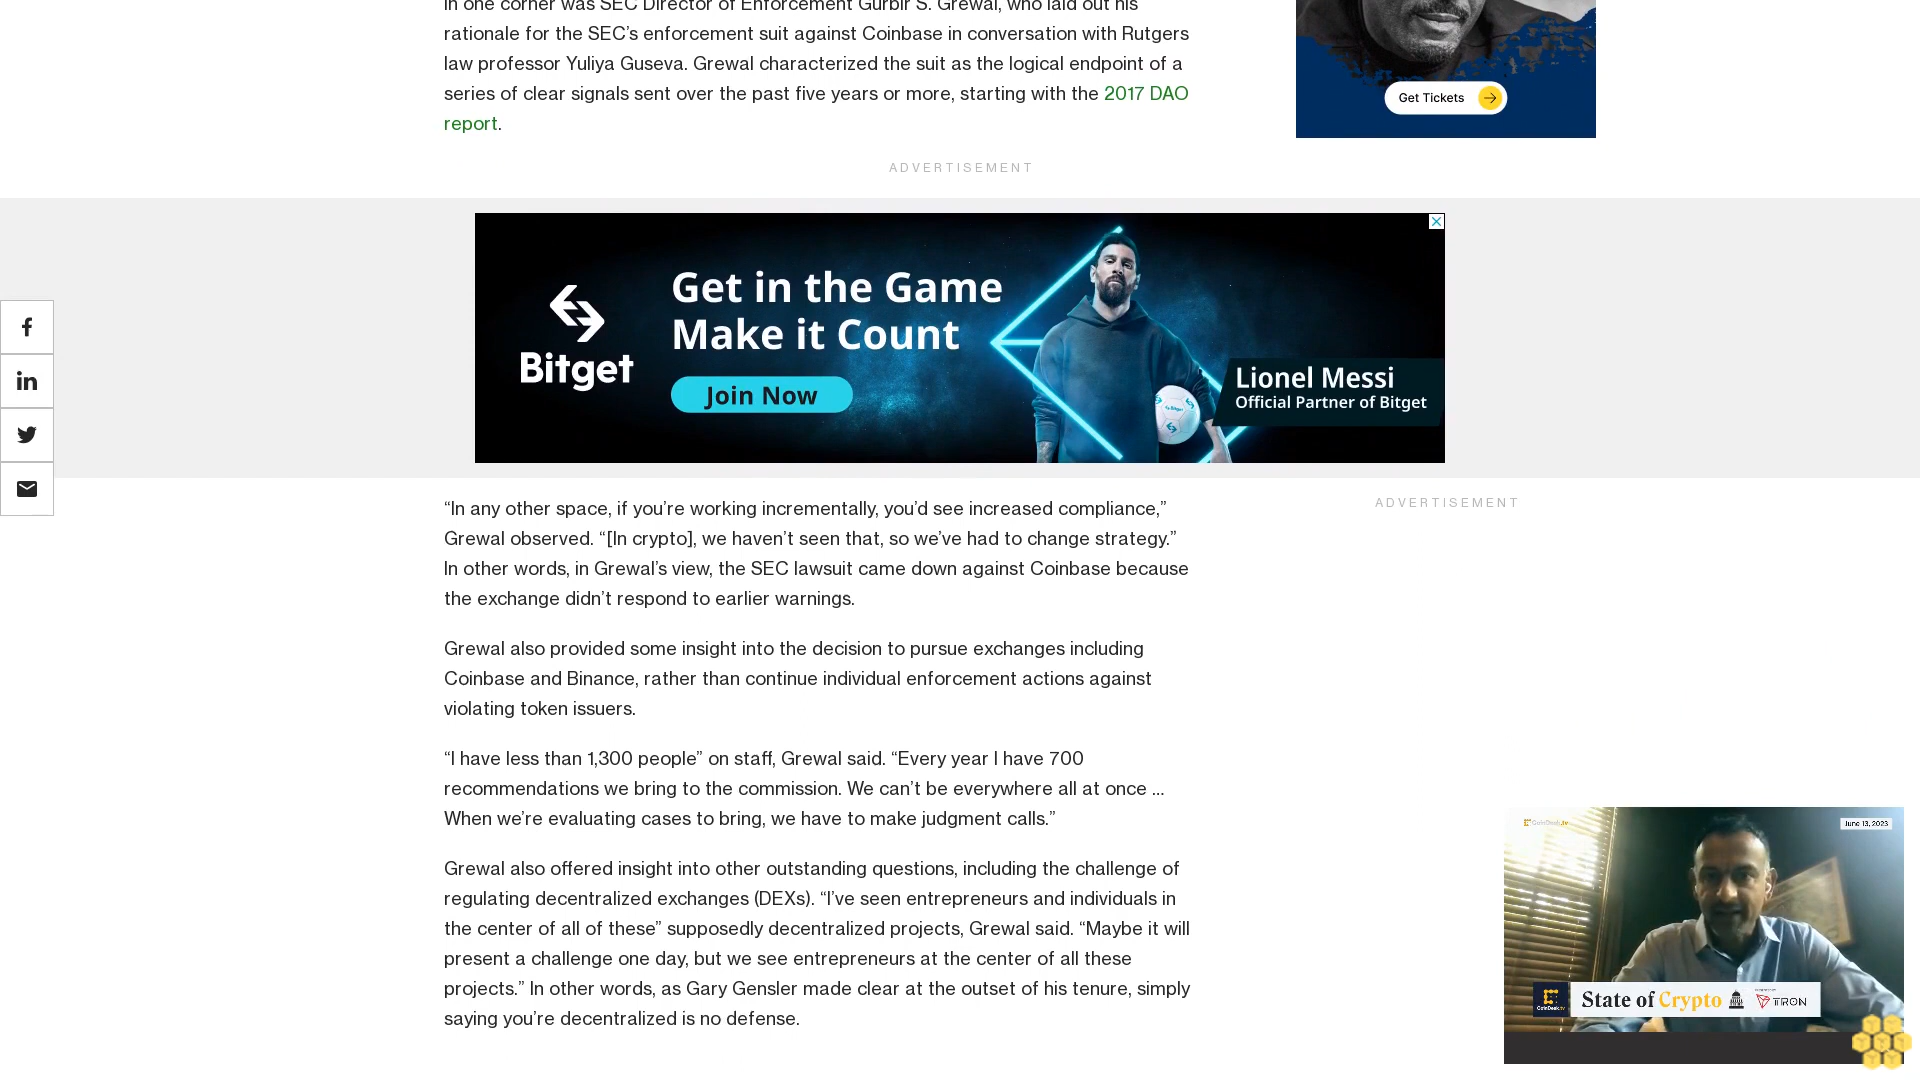 In one corner was SEC Director of Enforcement Gurbir S. Grewal, who laid out his
rationale for the SEC’s enforcement suit against Coinbase in conversation with Rutgers
law professor Yuliya Guseva. Grewal characterized the suit as the logical endpoint of a
series of clear signals sent over the past five years or more, starting with the 2017 DAO
report.
Get Tickets
ADVERTISEMENT
Bitget
Get in the Game
Make it Count
Join Now
Lionel Messi
Official Partner of Bitget
“In any other space, if you’re working incrementally, you’d see increased compliance,”
Grewal observed. “[In crypto], we haven’t seen that, so we’ve had to change strategy.”
In other words, in Grewal’s view, the SEC lawsuit came down against Coinbase because
the exchange didn’t respond to earlier warnings.
ADVERTISEMENT
Grewal also provided some insight into the decision to pursue exchanges including
Coinbase and Binance, rather than continue individual enforcement actions against
violating token issuers.
“I have less than 1,300 people” on staff, Grewal said. “Every year I have 700
recommendations we bring to the commission. We can’t be everywhere all at once …
When we’re evaluating cases to bring, we have to make judgment calls.”
Grewal also offered insight into other outstanding questions, including the challenge of
regulating decentralized exchanges (DEXs). “I’ve seen entrepreneurs and individuals in
the center of all of these” supposedly decentralized projects, Grewal said. “Maybe it will
present a challenge one day, but we see entrepreneurs at the center of all these
projects.” In other words, as Gary Gensler made clear at the outset of his tenure, simply
saying you’re decentralized is no defense.
CoinDesk.tv
June 13, 2023
CoinDesk.tv
State of Crypto
TRON